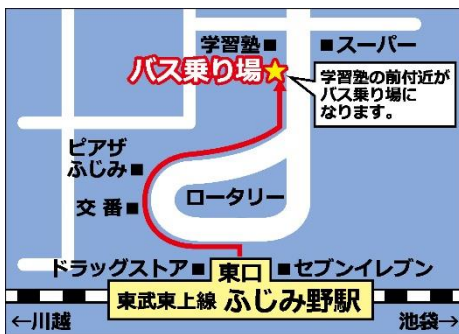 学習塾■ ■スーパー
バス乗り場
学習塾の前付近が
バス乗り場に
なります。
ピアザ
ふじみ■
交番■
ロータリー
ドラッグストア■ 東口 ■セブンイレブン
東武東上線 ふじみ野駅
←川越 池袋→